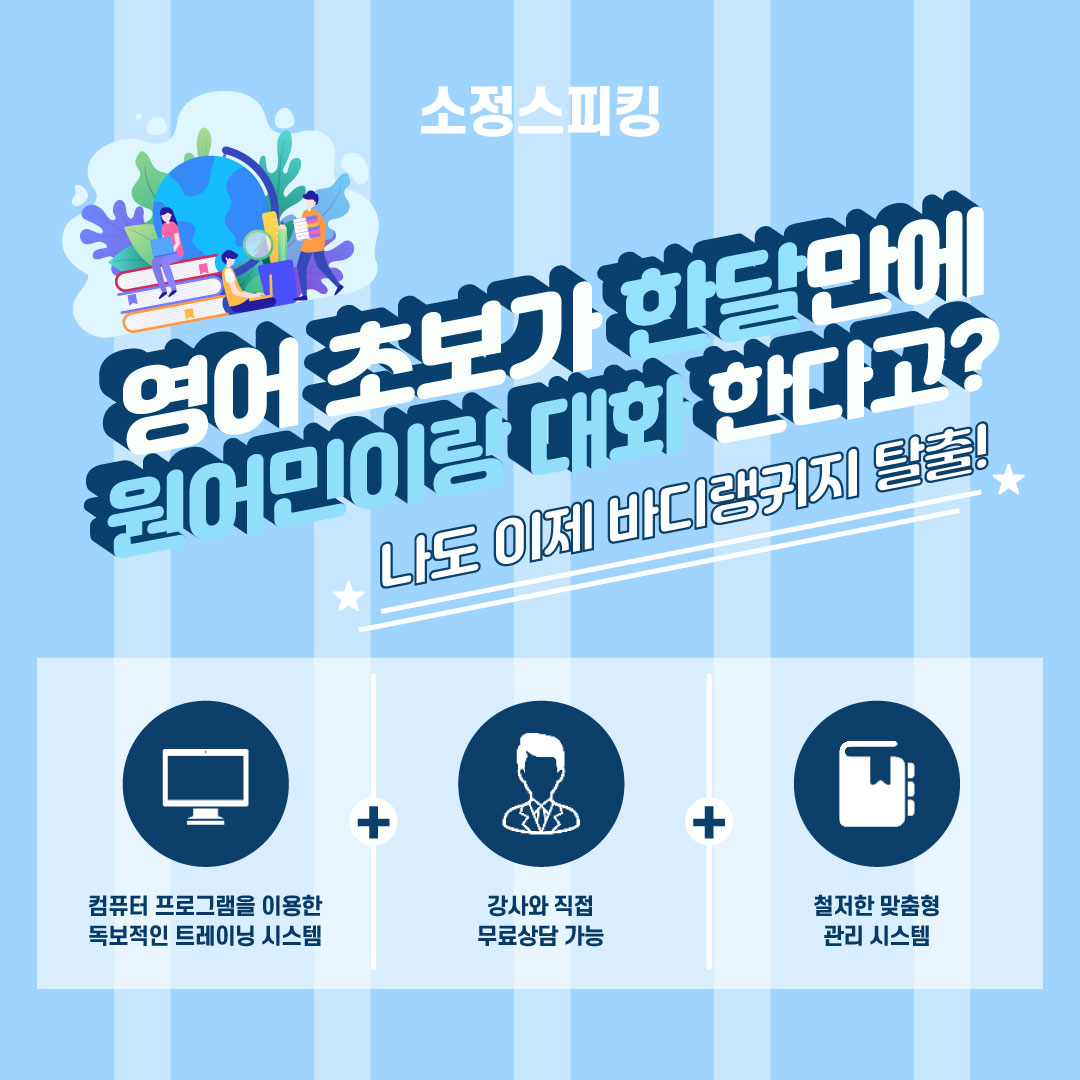 소정스피킹
영어 초보가 한달만에
원어민이랑 대화 한다고?
나도 이제 바디랭귀지 탈출!
컴퓨터 프로그램을 이용한
독보적인 트레이닝 시스템
강사와 직접
무료상담 가능
철저한 맞춤형
관리 시스템